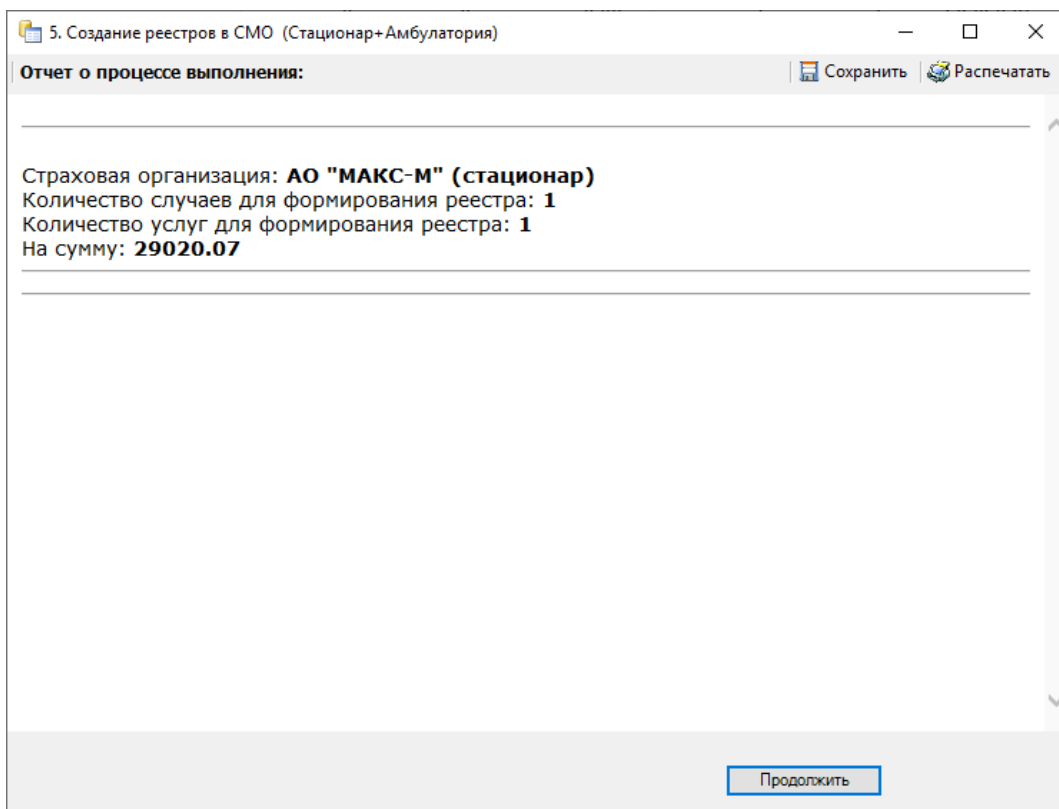 5. Создание реестров в СМО (Стационар+Амбулатория)
Отчет о процессе выполнения:
Сохранить
Распечатать
Страховая организация: АО "МАКС-М" (стационар)
Количество случаев для формирования реестра: 1
Количество услуг для формирования реестра: 1
На сумму: 29020.07
Продолжить